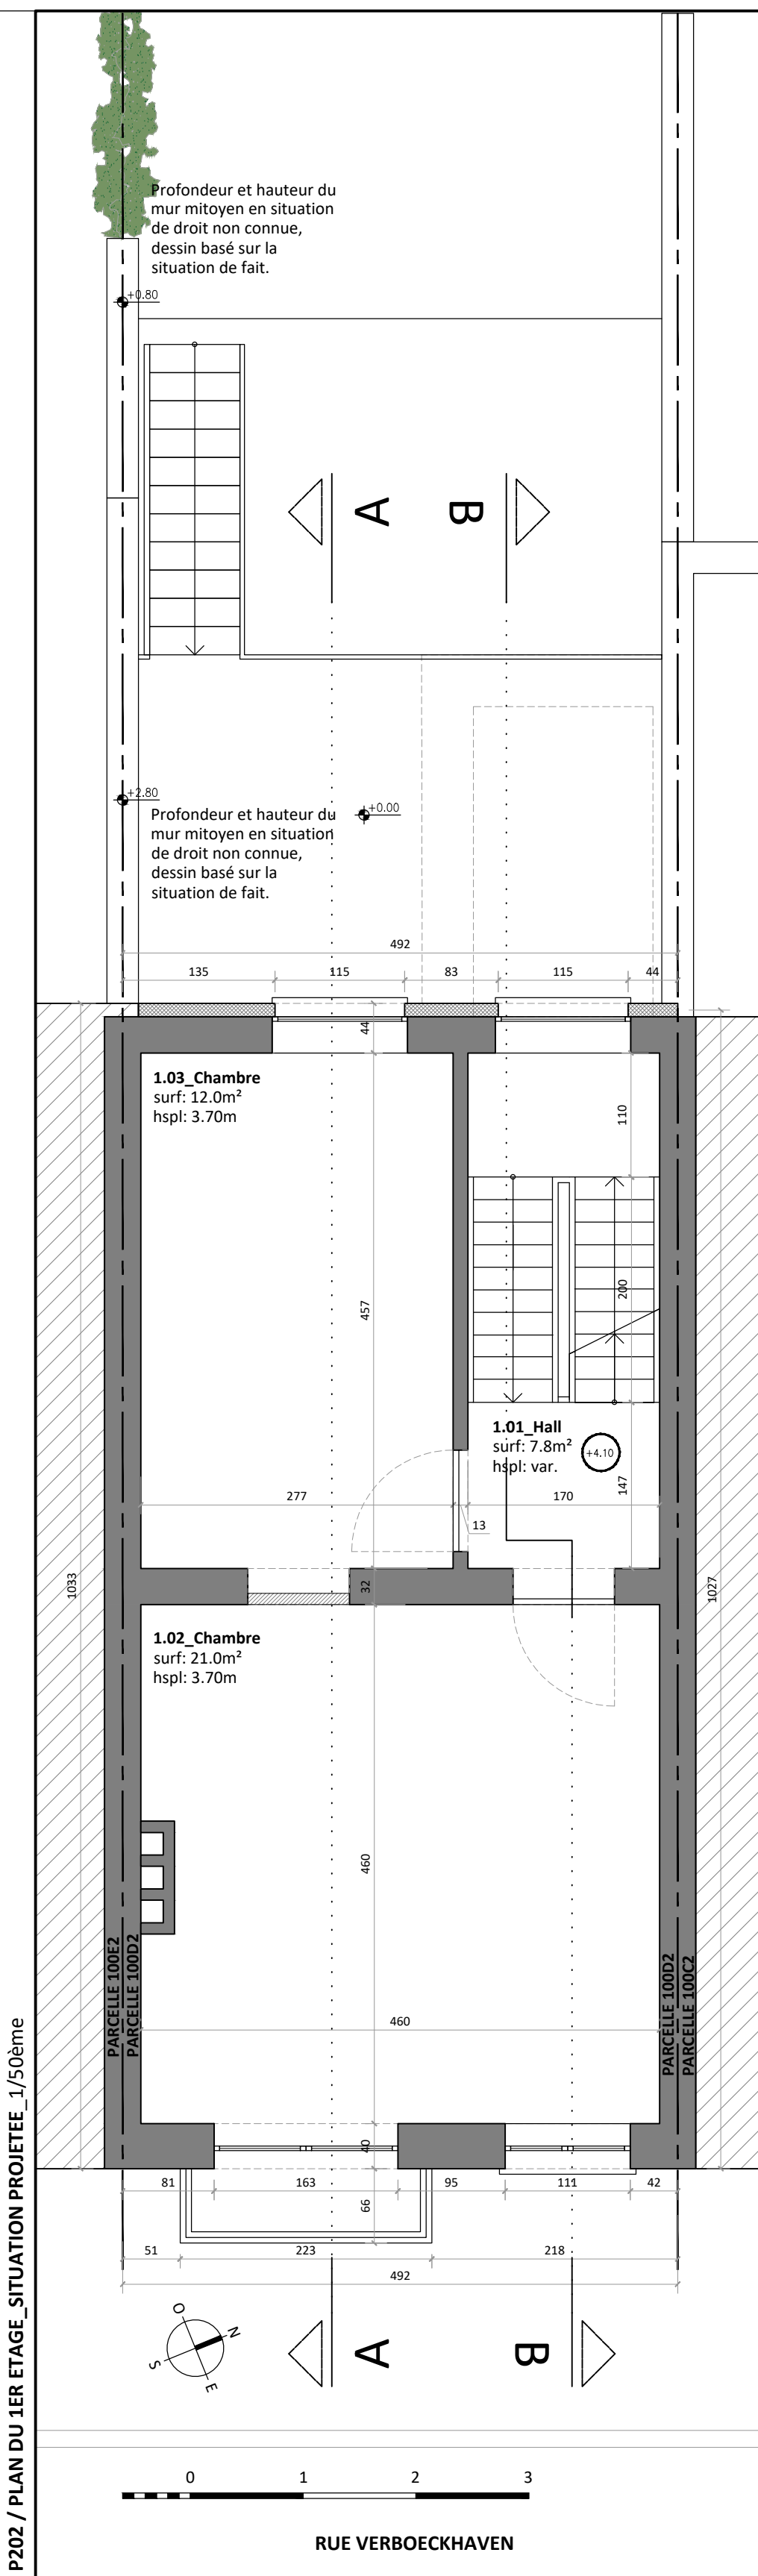 Profondeur et hauteur du
mur mitoyen en situation
de droit non connue,
dessin basé sur la
situation de fait.
+0.80
A
B
+2.80
Profondeur et hauteur du
mur mitoyen en situation
de droit non connue,
dessin basé sur la
situation de fait.
+0.00
492
135
115
83
115
44
44
1.03_Chambre
surf: 12.0m²
hspl: 3.70m
110
457
200
1.01_Hall
surf: 7.8m²
hspl: var.
+4.10
147
277
13
170
1033
32
1027
1.02_Chambre
surf: 21.0m²
hspl: 3.70m
460
PARCELLE 100E2
PARCELLE 100D2
PARCELLE 100D2
PARCELLE 100C2
460
40
81
163
95
111
42
66
51
223
218
492
O
N
S
E
A
B
0
1
2
3
RUE VERBOECKHAVEN
P202 / PLAN DU 1ER ETAGE_SITUATION PROJETEE_1/50ème